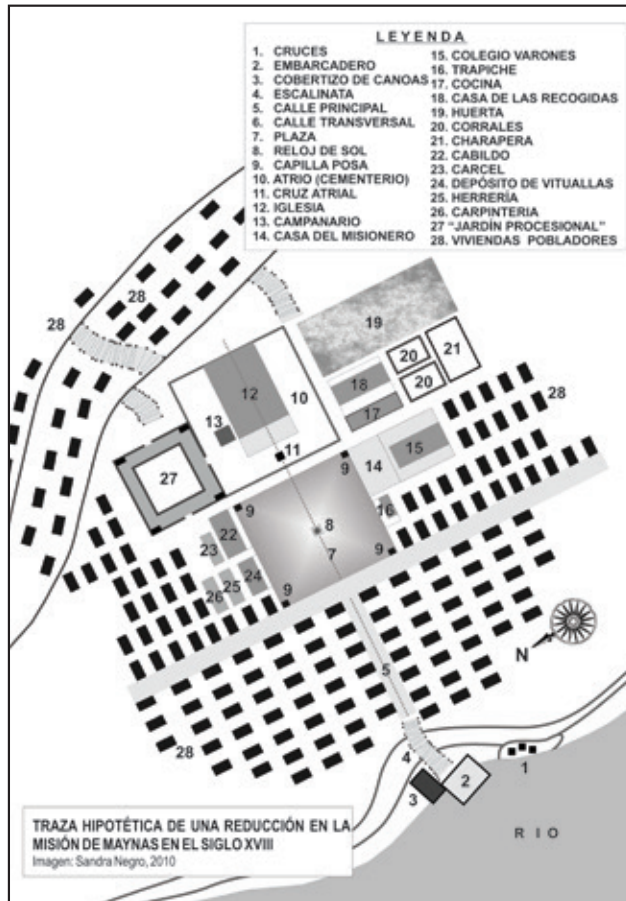 LEYENDA
1. CRUCES
2. EMBARCADERO
3. COBERTIZO DE CANOAS
4. ESCALINATA
5. CALLE PRINCIPAL
6. CALLE TRANSVERSAL
7. PLAZA
8. RELOJ DE SOL
9. CAPILLA POSA
10. ATRIO (CEMENTERIO)
11. CRUZ ATRIAL
12. IGLESIA
13. CAMPANARIO
14. CASA DEL MISIONERO
15. COLEGIO VARONES
16. TRAPICHE
17. COCINA
18. CASA DE LAS RECOGIDAS
19. HUERTA
20. CORRALES
21. CHARAPERA
22. CABILDO
23. CARCEL
24. DEPÓSITO DE VITUALLAS
25. HERRERÍA
26. CARPINTERIA
27 "JARDÍN PROCESIONAL"
28. VIVIENDAS POBLADORES
28
28
19
20
21
20
18
12
10
17
28
13
11
15
9
14
27
9
16
8
22
23
7
9
24
25
26
9
N
5
28
4
1
2
3
RIO
TRAZA HIPOTÉTICA DE UNA REDUCCIÓN EN LA
MISIÓN DE MAYNAS EN EL SIGLO XVIII
Imagen: Sandra Negro, 2010